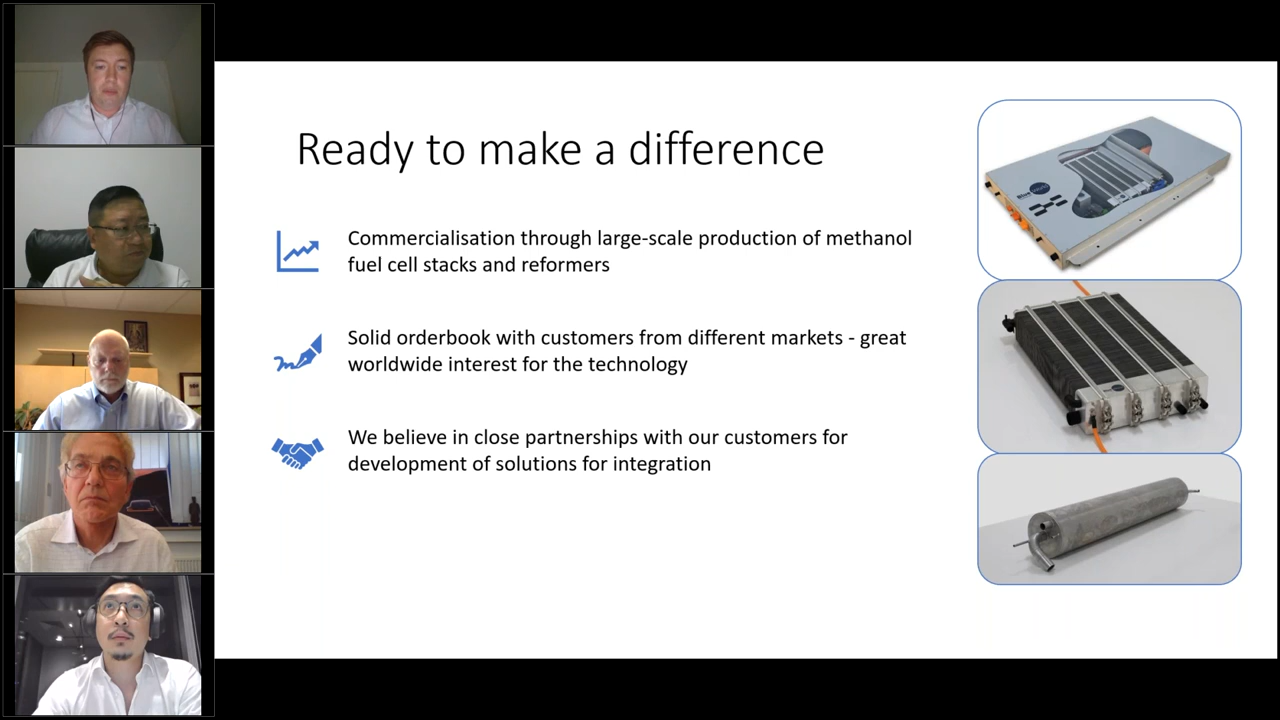 Ready to make a difference
Commercialisation through large-scale production of methanol
fuel cell stacks and reformers
Solid orderbook with customers from different markets - great
worldwide interest for the technology
We believe in close partnerships with our customers for
development of solutions for integration
Blue